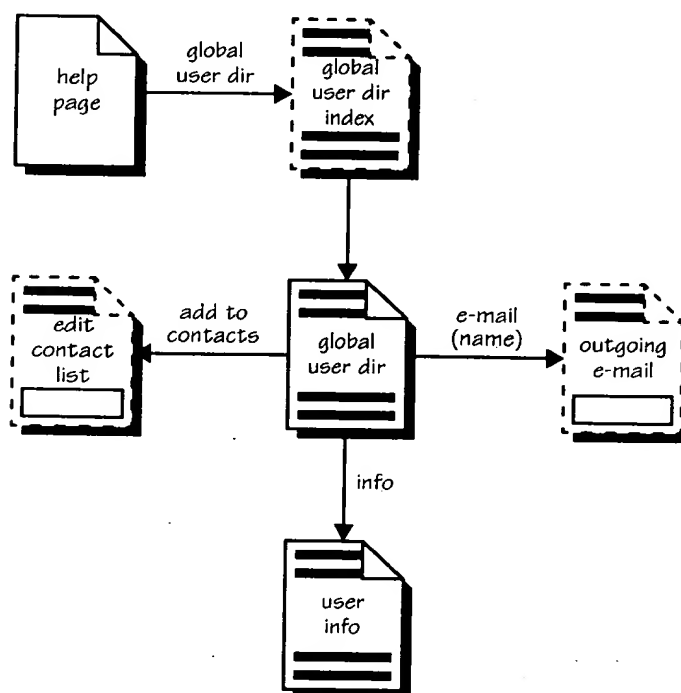 help
page
global
user dir
global
user dir
index
edit
contact
list
add to
contacts
global
user dir
e-mail
(name)
outgoing
e-mail
info
user
info